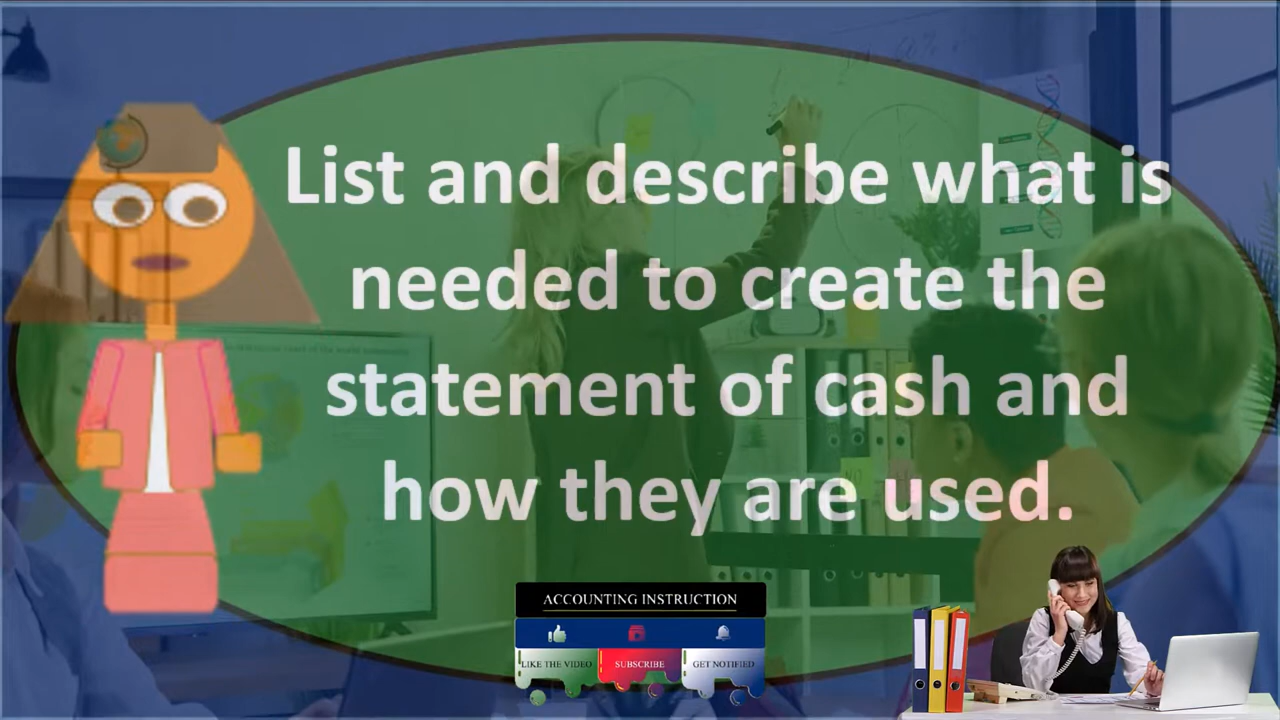 List and describe what is
needed to create the
statement of cash and
how they are used.
ACCOUNTING INSTRUCTION
LIKE THE VIDEO
SUBSCRIBE
GET NOTIFIED